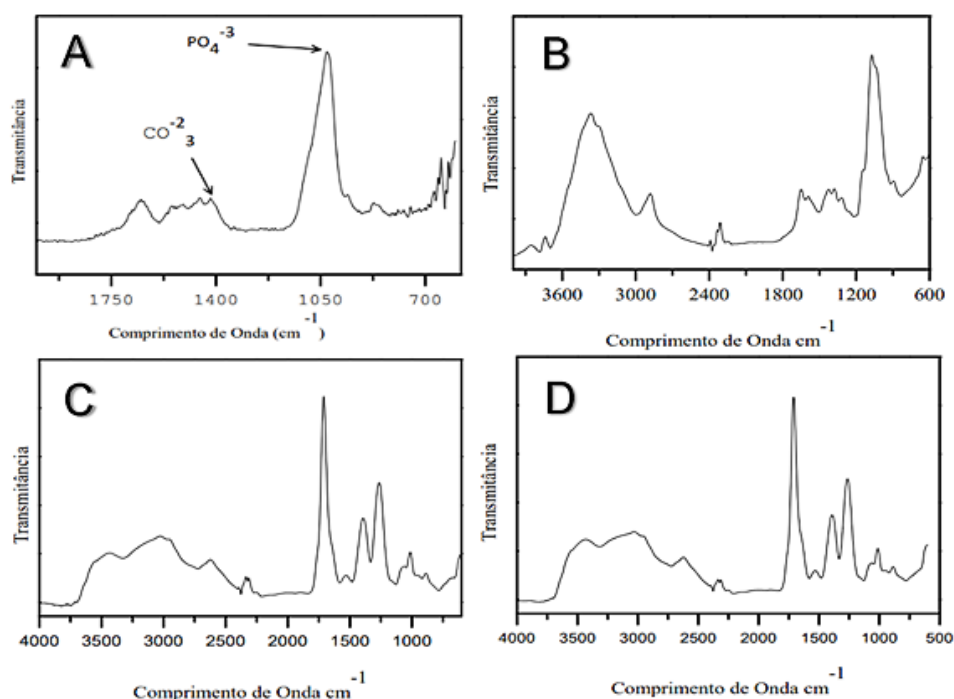 A
PO4-3
CO-23
Transmitância
1750 1400 1050 700
Comprimento de Onda (cm-1)
B
Transmitância
3600 3000 2400 1800 1200 600
Comprimento de Onda cm-1
C
Transmitância
4000 3500 3000 2500 2000 1500 1000
Comprimento de Onda cm-1
D
Transmitância
4000 3500 3000 2500 2000 1500 1000 500
Comprimento de Onda cm-1